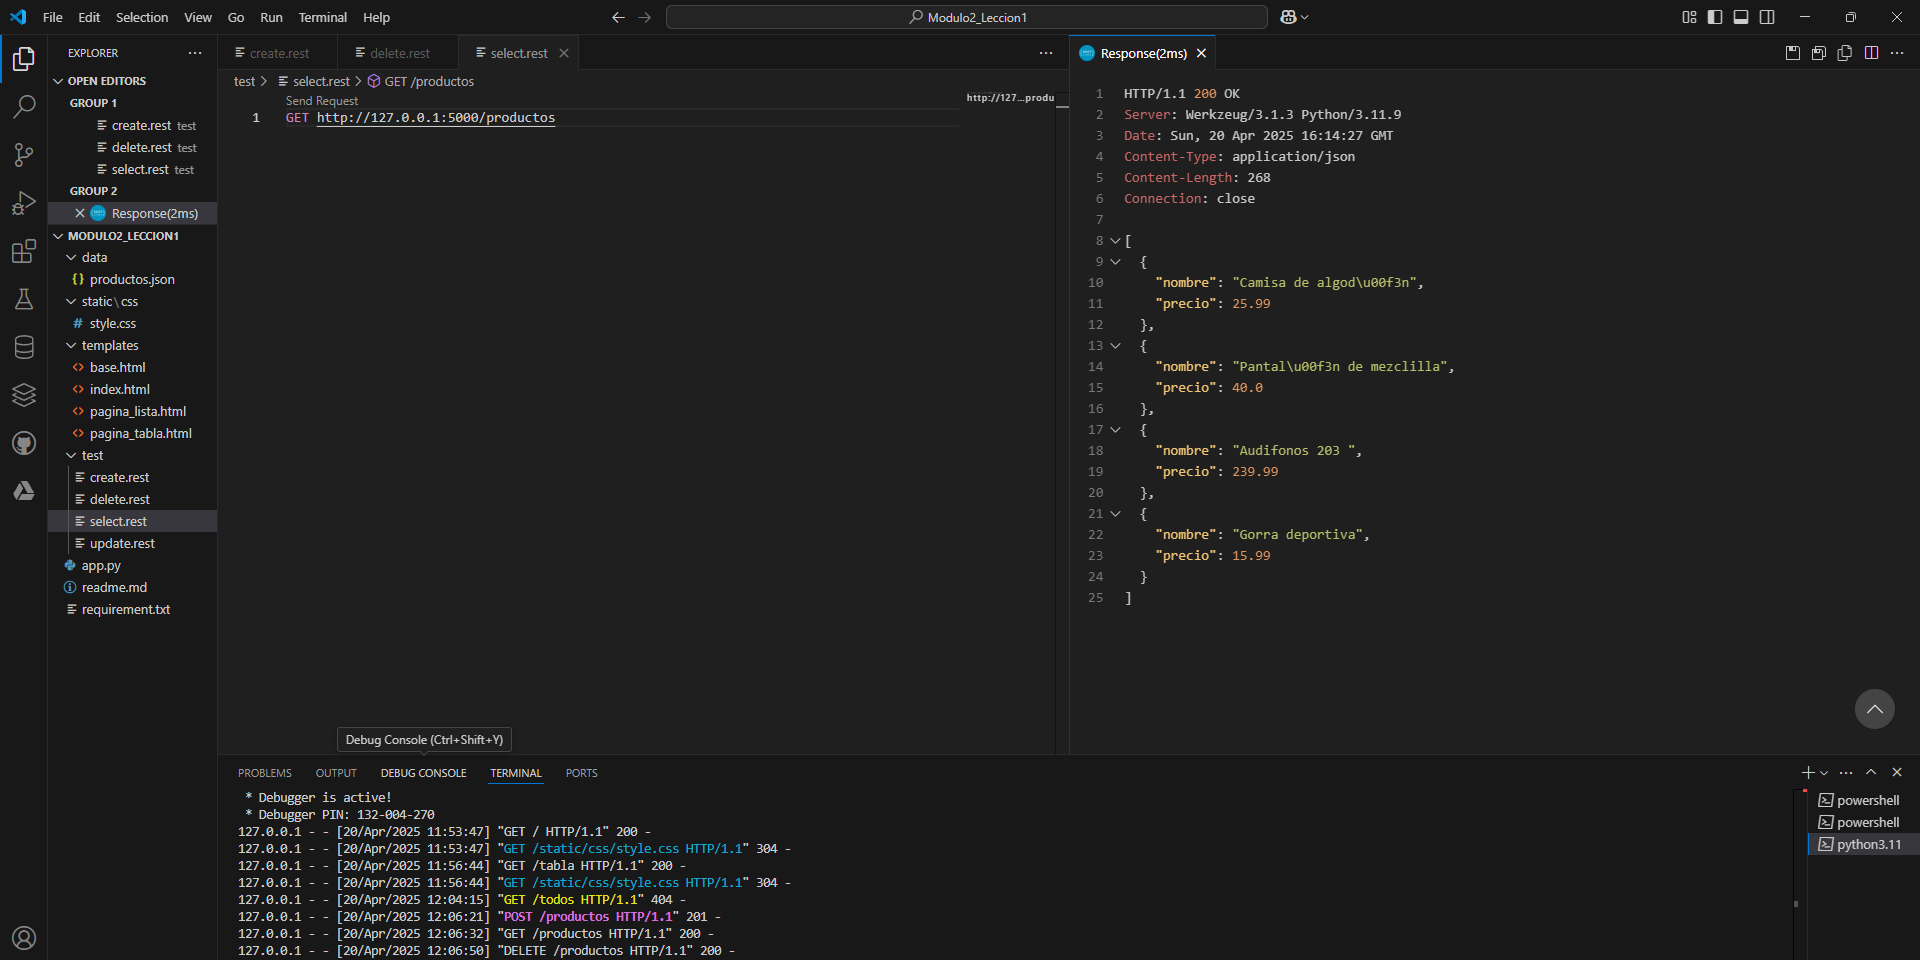 File Edit Selection View Go Run Terminal Help
Modulo2_Leccion1
EXPLORER
OPEN EDITORS
GROUP 1
create.rest test
delete.rest test
select.rest test
GROUP 2
Response(2ms)
MODULO2_LECCION1
data
{} productos.json
static\css
# style.css
templates
<> base.html
<> index.html
<> pagina_lista.html
<> pagina_tabla.html
test
create.rest
delete.rest
select.rest
update.rest
app.py
readme.md
requirement.txt
create.rest
delete.rest
select.rest
test > select.rest > GET /productos
Send Request
1 GET http://127.0.0.1:5000/productos
http://127...produ
Response(2ms)
1 HTTP/1.1 200 OK
2 Server: Werkzeug/3.1.3 Python/3.11.9
3 Date: Sun, 20 Apr 2025 16:14:27 GMT
4 Content-Type: application/json
5 Content-Length: 268
6 Connection: close
7
8 [
9 {
10 "nombre": "Camisa de algod\u00f3n",
11 "precio": 25.99
12 },
13 {
14 "nombre": "Pantal\u00f3n de mezclilla",
15 "precio": 40.0
16 },
17 {
18 "nombre": "Audifonos 203 ",
19 "precio": 239.99
20 },
21 {
22 "nombre": "Gorra deportiva",
23 "precio": 15.99
24 }
25 ]
Debug Console (Ctrl+Shift+Y)
PROBLEMS OUTPUT DEBUG CONSOLE TERMINAL PORTS
* Debugger is active!
* Debugger PIN: 132-004-270
127.0.0.1 - - [20/Apr/2025 11:53:47] "GET / HTTP/1.1" 200 -
127.0.0.1 - - [20/Apr/2025 11:53:47] "GET /static/css/style.css HTTP/1.1" 304 -
127.0.0.1 - - [20/Apr/2025 11:56:44] "GET /tabla HTTP/1.1" 200 -
127.0.0.1 - - [20/Apr/2025 11:56:44] "GET /static/css/style.css HTTP/1.1" 304 -
127.0.0.1 - - [20/Apr/2025 12:04:15] "GET /todos HTTP/1.1" 404 -
127.0.0.1 - - [20/Apr/2025 12:06:21] "POST /productos HTTP/1.1" 201 -
127.0.0.1 - - [20/Apr/2025 12:06:32] "GET /productos HTTP/1.1" 200 -
127.0.0.1 - - [20/Apr/2025 12:06:50] "DELETE /productos HTTP/1.1" 200 -
powershell
powershell
python3.11